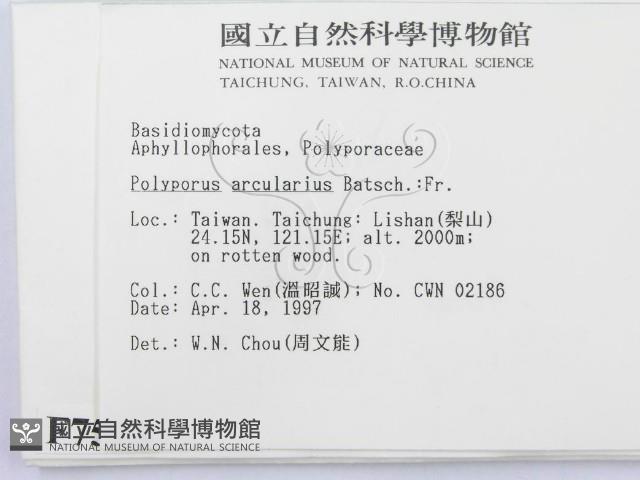 國立自然科學博物館
NATIONAL MUSEUM OF NATURAL SCIENCE
TAICHUNG, TAIWAN, R.O.CHINA
Basidiomycota
Aphyllophorales, Polyporaceae
Polyporus arcularius Batsch.:Fr.
Loc.: Taiwan. Taichung: Lishan(梨山)
24.15N, 121.15E; alt. 2000m;
on rotten wood.
Col.: C.C. Wen(溫昭誠); No. CWN 02186
Date: Apr. 18, 1997
Det.: W.N. Chou(周文能)
國立自然科學博物館
NATIONAL MUSEUM OF NATURAL SCIENCE